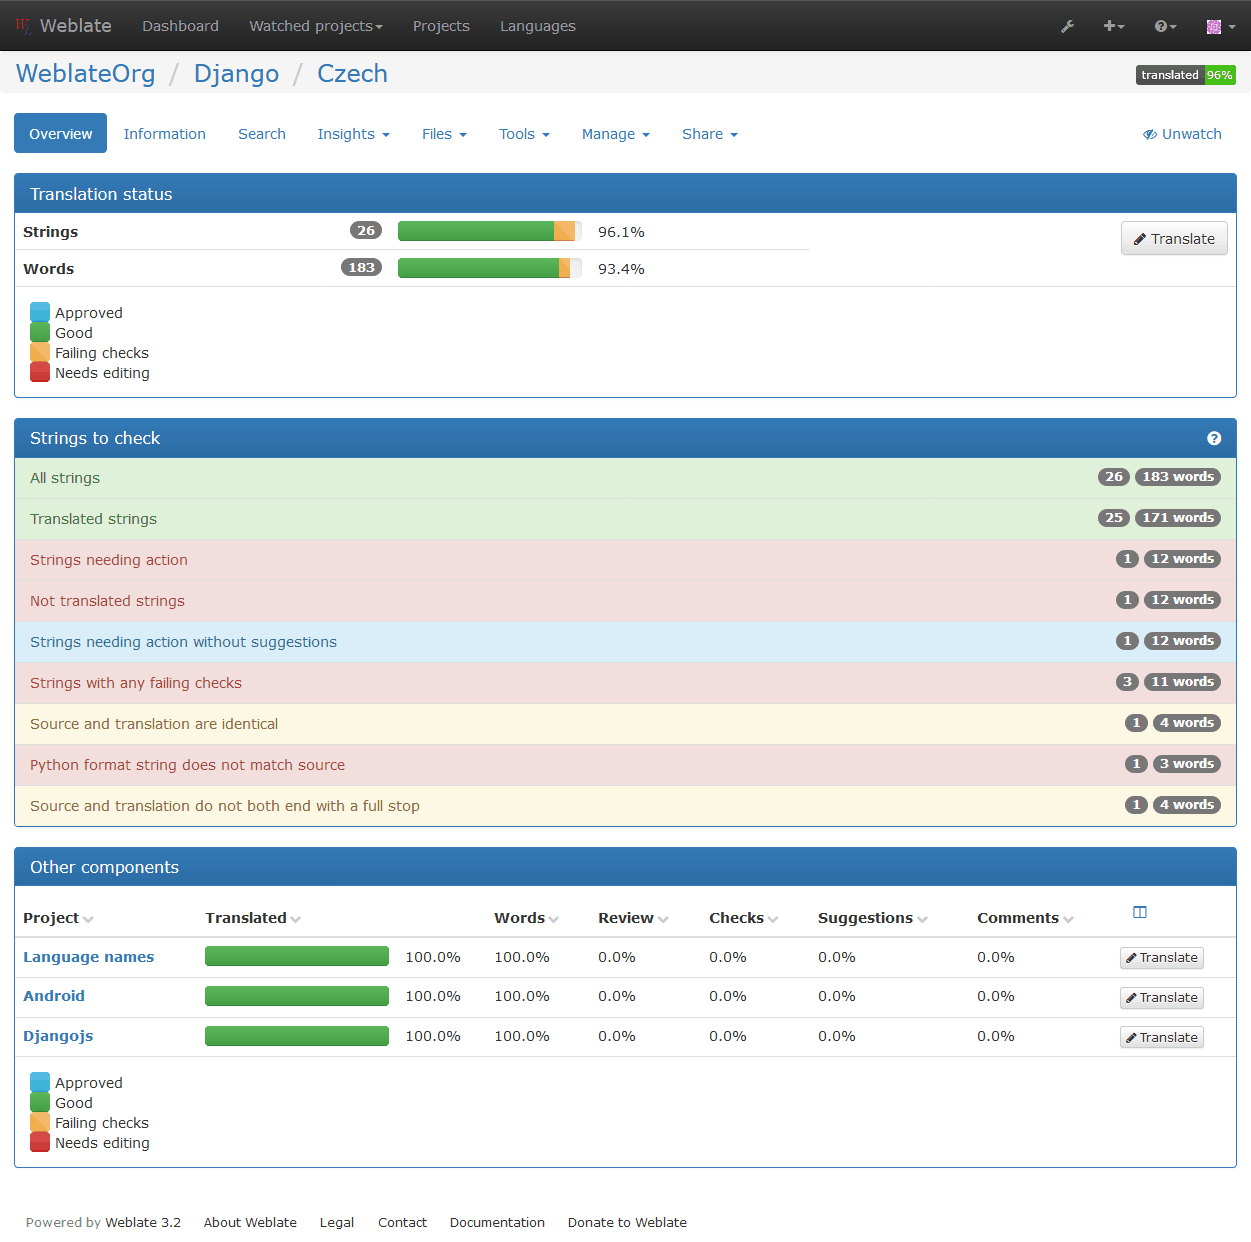 Weblate Dashboard Watched projects Projects Languages
WeblateOrg / Django / Czech translated 96%
Overview Information Search Insights Files Tools Manage Share Unwatch
Translation status
Strings 26 96.1% Translate
Words 183 93.4%
Approved
Good
Failing checks
Needs editing
Strings to check
All strings 26 183 words
Translated strings 25 171 words
Strings needing action 1 12 words
Not translated strings 1 12 words
Strings needing action without suggestions 1 12 words
Strings with any failing checks 3 11 words
Source and translation are identical 1 4 words
Python format string does not match source 1 3 words
Source and translation do not both end with a full stop 1 4 words
Other components
Project Translated Words Review Checks Suggestions Comments
Language names 100.0% 100.0% 0.0% 0.0% 0.0% 0.0% Translate
Android 100.0% 100.0% 0.0% 0.0% 0.0% 0.0% Translate
Djangojs 100.0% 100.0% 0.0% 0.0% 0.0% 0.0% Translate
Approved
Good
Failing checks
Needs editing
Powered by Weblate 3.2 About Weblate Legal Contact Documentation Donate to Weblate